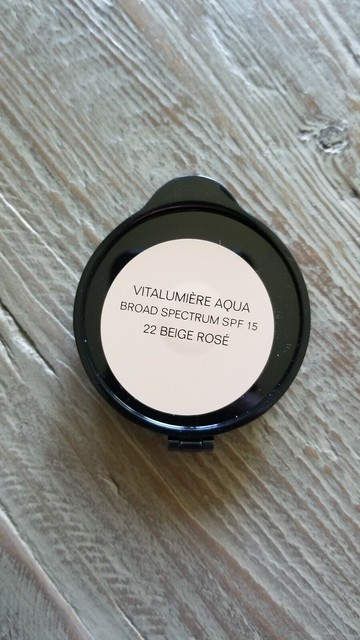 VITALUMIÈRE AQUA
BROAD SPECTRUM SPF 15
22 BEIGE ROSÉ